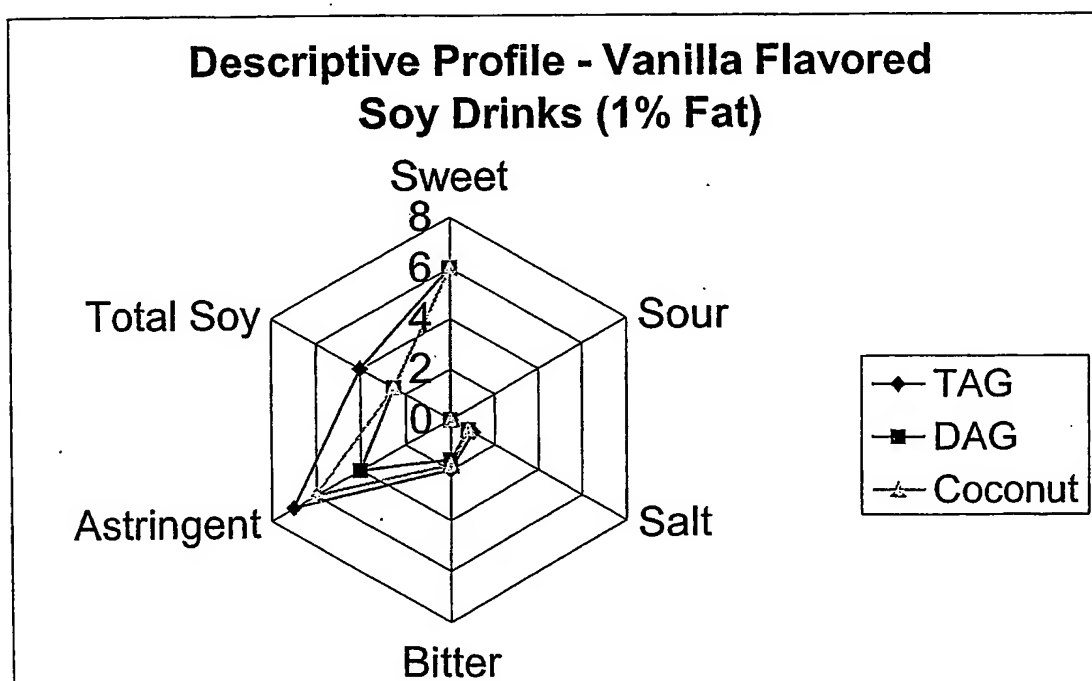 Descriptive Profile - Vanilla Flavored
Soy Drinks (1% Fat)
Sweet
8
6
4
2
0
Total Soy
Sour
Astringent
Salt
Bitter
TAG
DAG
Coconut